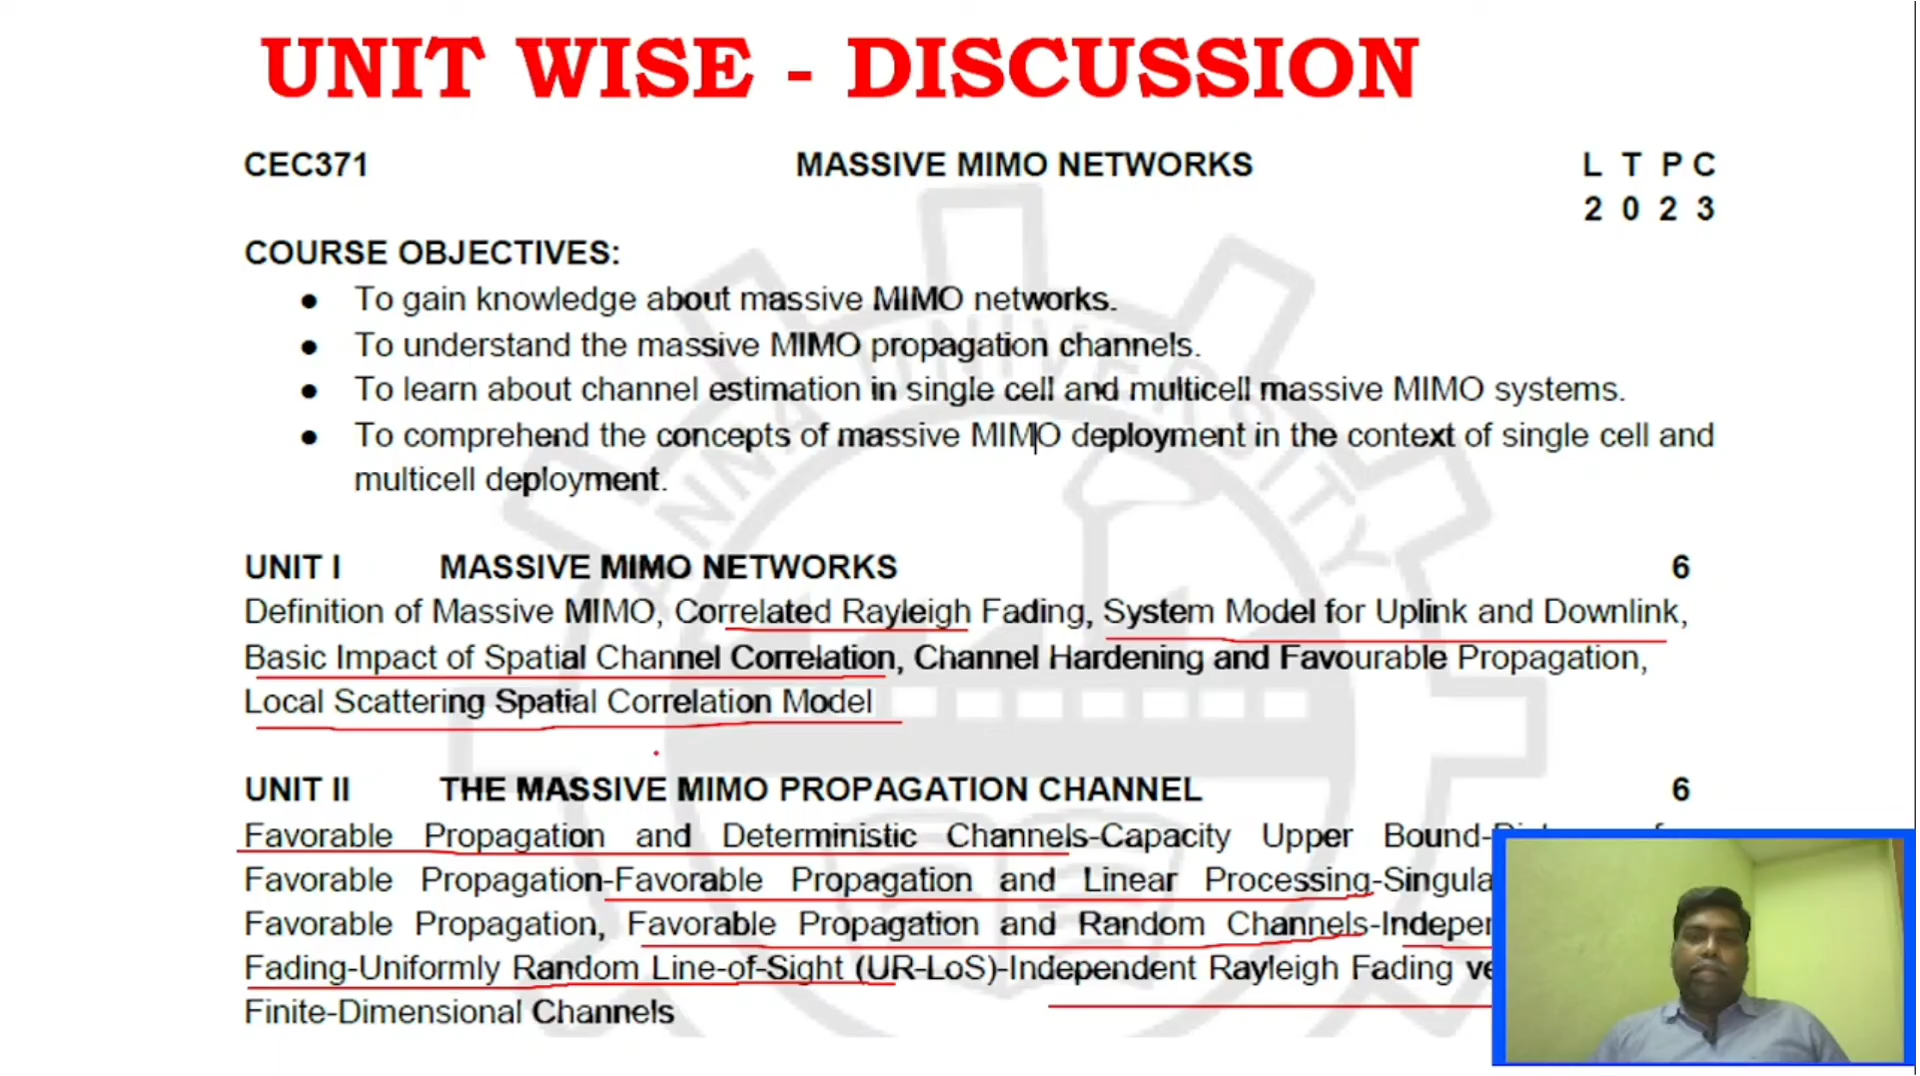 UNIT WISE - DISCUSSION
CEC371 MASSIVE MIMO NETWORKS L T P C
2 0 2 3
COURSE OBJECTIVES:
● To gain knowledge about massive MIMO networks.
● To understand the massive MIMO propagation channels.
● To learn about channel estimation in single cell and multicell massive MIMO systems.
● To comprehend the concepts of massive MIMO deployment in the context of single cell and
multicell deployment.
UNIT I MASSIVE MIMO NETWORKS 6
Definition of Massive MIMO, Correlated Rayleigh Fading, System Model for Uplink and Downlink,
Basic Impact of Spatial Channel Correlation, Channel Hardening and Favourable Propagation,
Local Scattering Spatial Correlation Model
UNIT II THE MASSIVE MIMO PROPAGATION CHANNEL 6
Favorable Propagation and Deterministic Channels-Capacity Upper Bound-
Favorable Propagation-Favorable Propagation and Linear Processing-
Favorable Propagation, Favorable Propagation and Random Channels-
Fading-Uniformly Random Line-of-Sight (UR-LoS)-Independent Rayleigh Fading
Finite-Dimensional Channels
ANNA UNIVERSITY